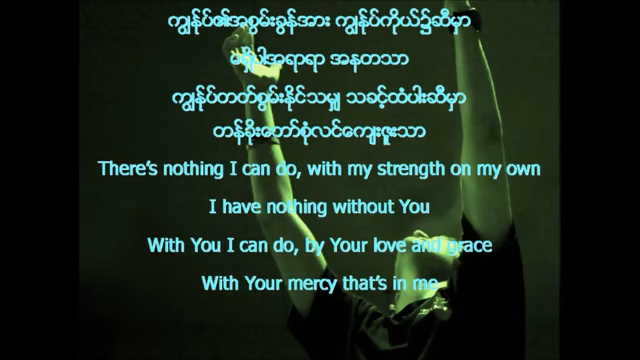 ကျွန်ုပ်၏အစွမ်းခွန်အား ကျွန်ုပ်ကိုယ်၌ဆီမှာ
မရှိပါအရာရာ အနတသာ
ကျွန်ုပ်တတ်စွမ်းနိုင်သမျှ သခင့်ထံပါးဆီမှာ
တန်ခိုးတော်စုံလင်ကျေးဇူးသာ
There's nothing I can do, with my strength on my own
I have nothing without You
With You I can do, by Your love and grace
With Your mercy that's in me